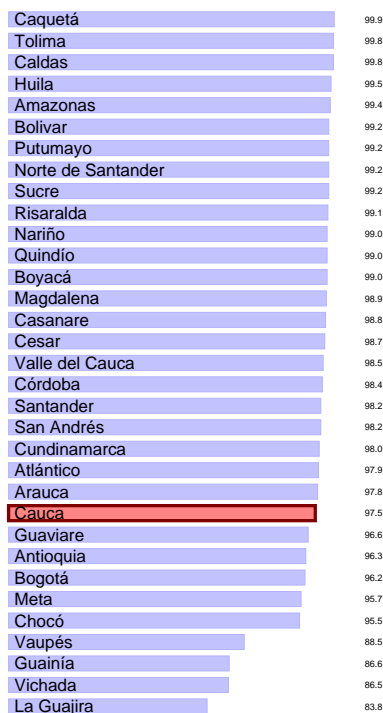 Caquetá 99.9
Tolima 99.8
Caldas 99.8
Huila 99.5
Amazonas 99.4
Bolivar 99.2
Putumayo 99.2
Norte de Santander 99.2
Sucre 99.2
Risaralda 99.1
Nariño 99.0
Quindío 99.0
Boyacá 99.0
Magdalena 98.9
Casanare 98.8
Cesar 98.7
Valle del Cauca 98.5
Córdoba 98.4
Santander 98.2
San Andrés 98.2
Cundinamarca 98.0
Atlántico 97.9
Arauca 97.8
Cauca 97.5
Guaviare 96.6
Antioquia 96.3
Bogotá 96.2
Meta 95.7
Chocó 95.5
Vaupés 88.5
Guainía 86.6
Vichada 86.5
La Guajira 83.8